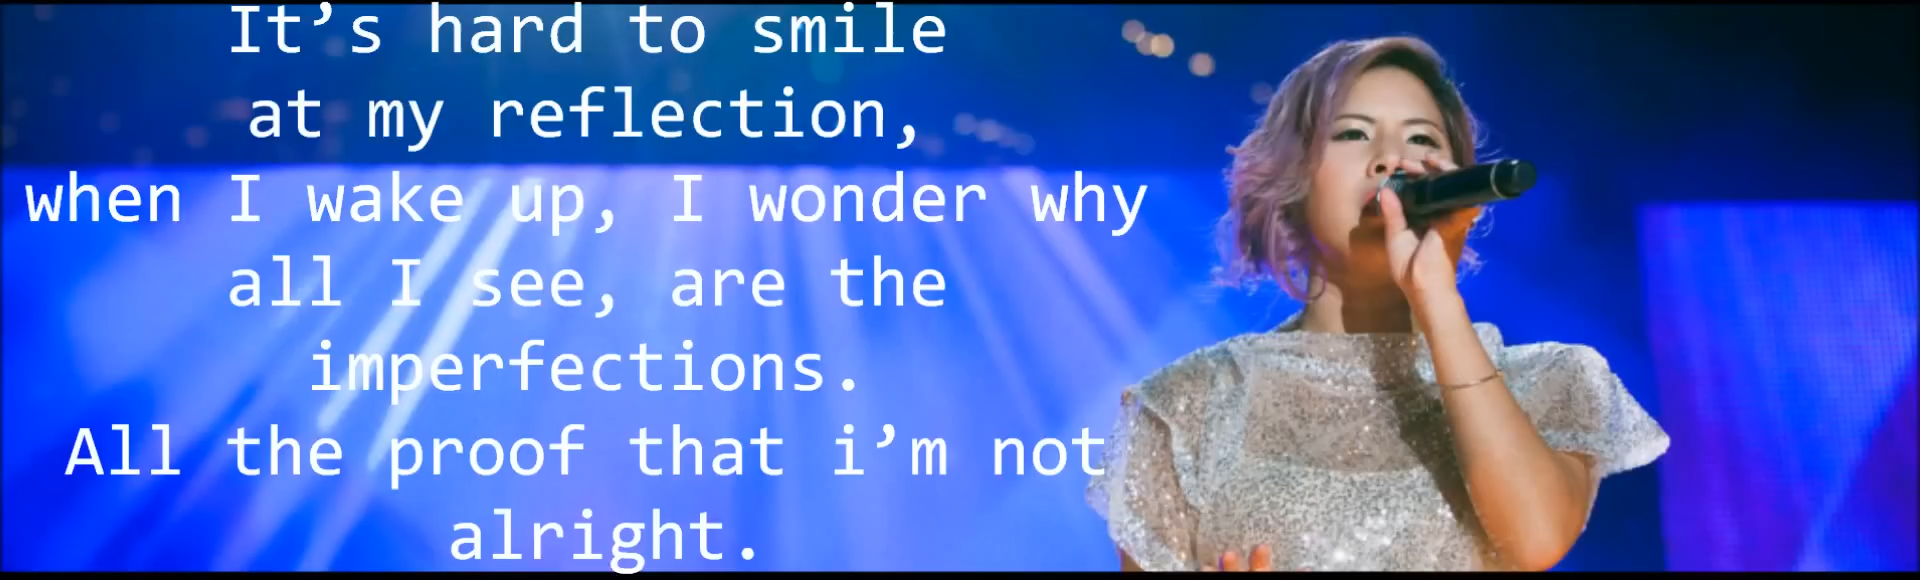 It’s hard to smile
at my reflection,
when I wake up, I wonder why
all I see, are the
imperfections.
All the proof that i’m not
alright.